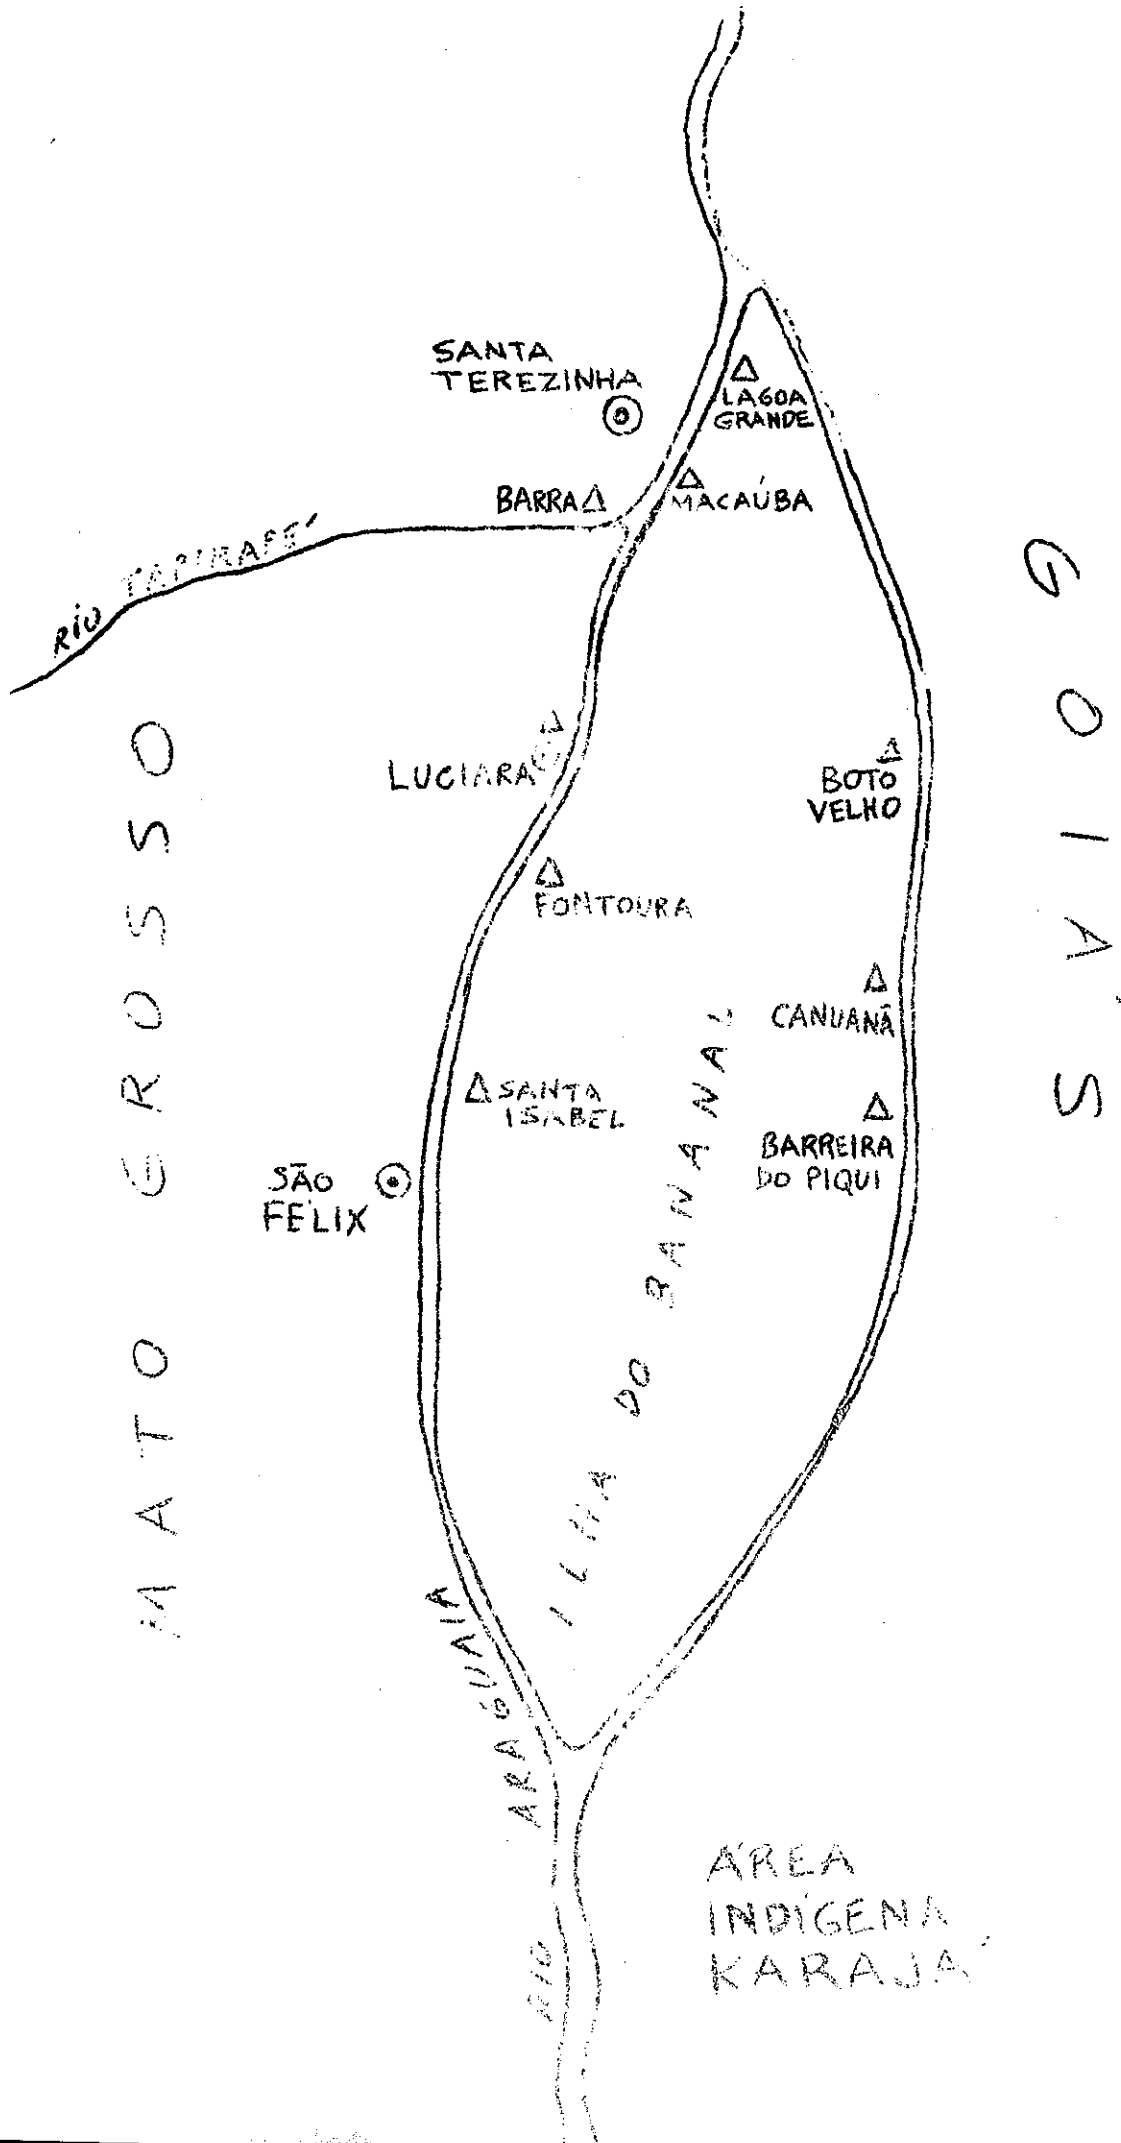 SANTA
TEREZINHA
LAGOA
GRANDE
BARRA
MACAÚBA
RIO TAPIRAPÉ
LUCIARA
BOTO
VELHO
FONTOURA
CANUANÃ
SANTA
ISABEL
BARREIRA
DO PIQUI
SÃO
FÉLIX
MATO GROSSO
GOIÁS
ILHA DO BANANAL
RIO ARAGUAIA
ÁREA
INDÍGENA
KARAJÁ